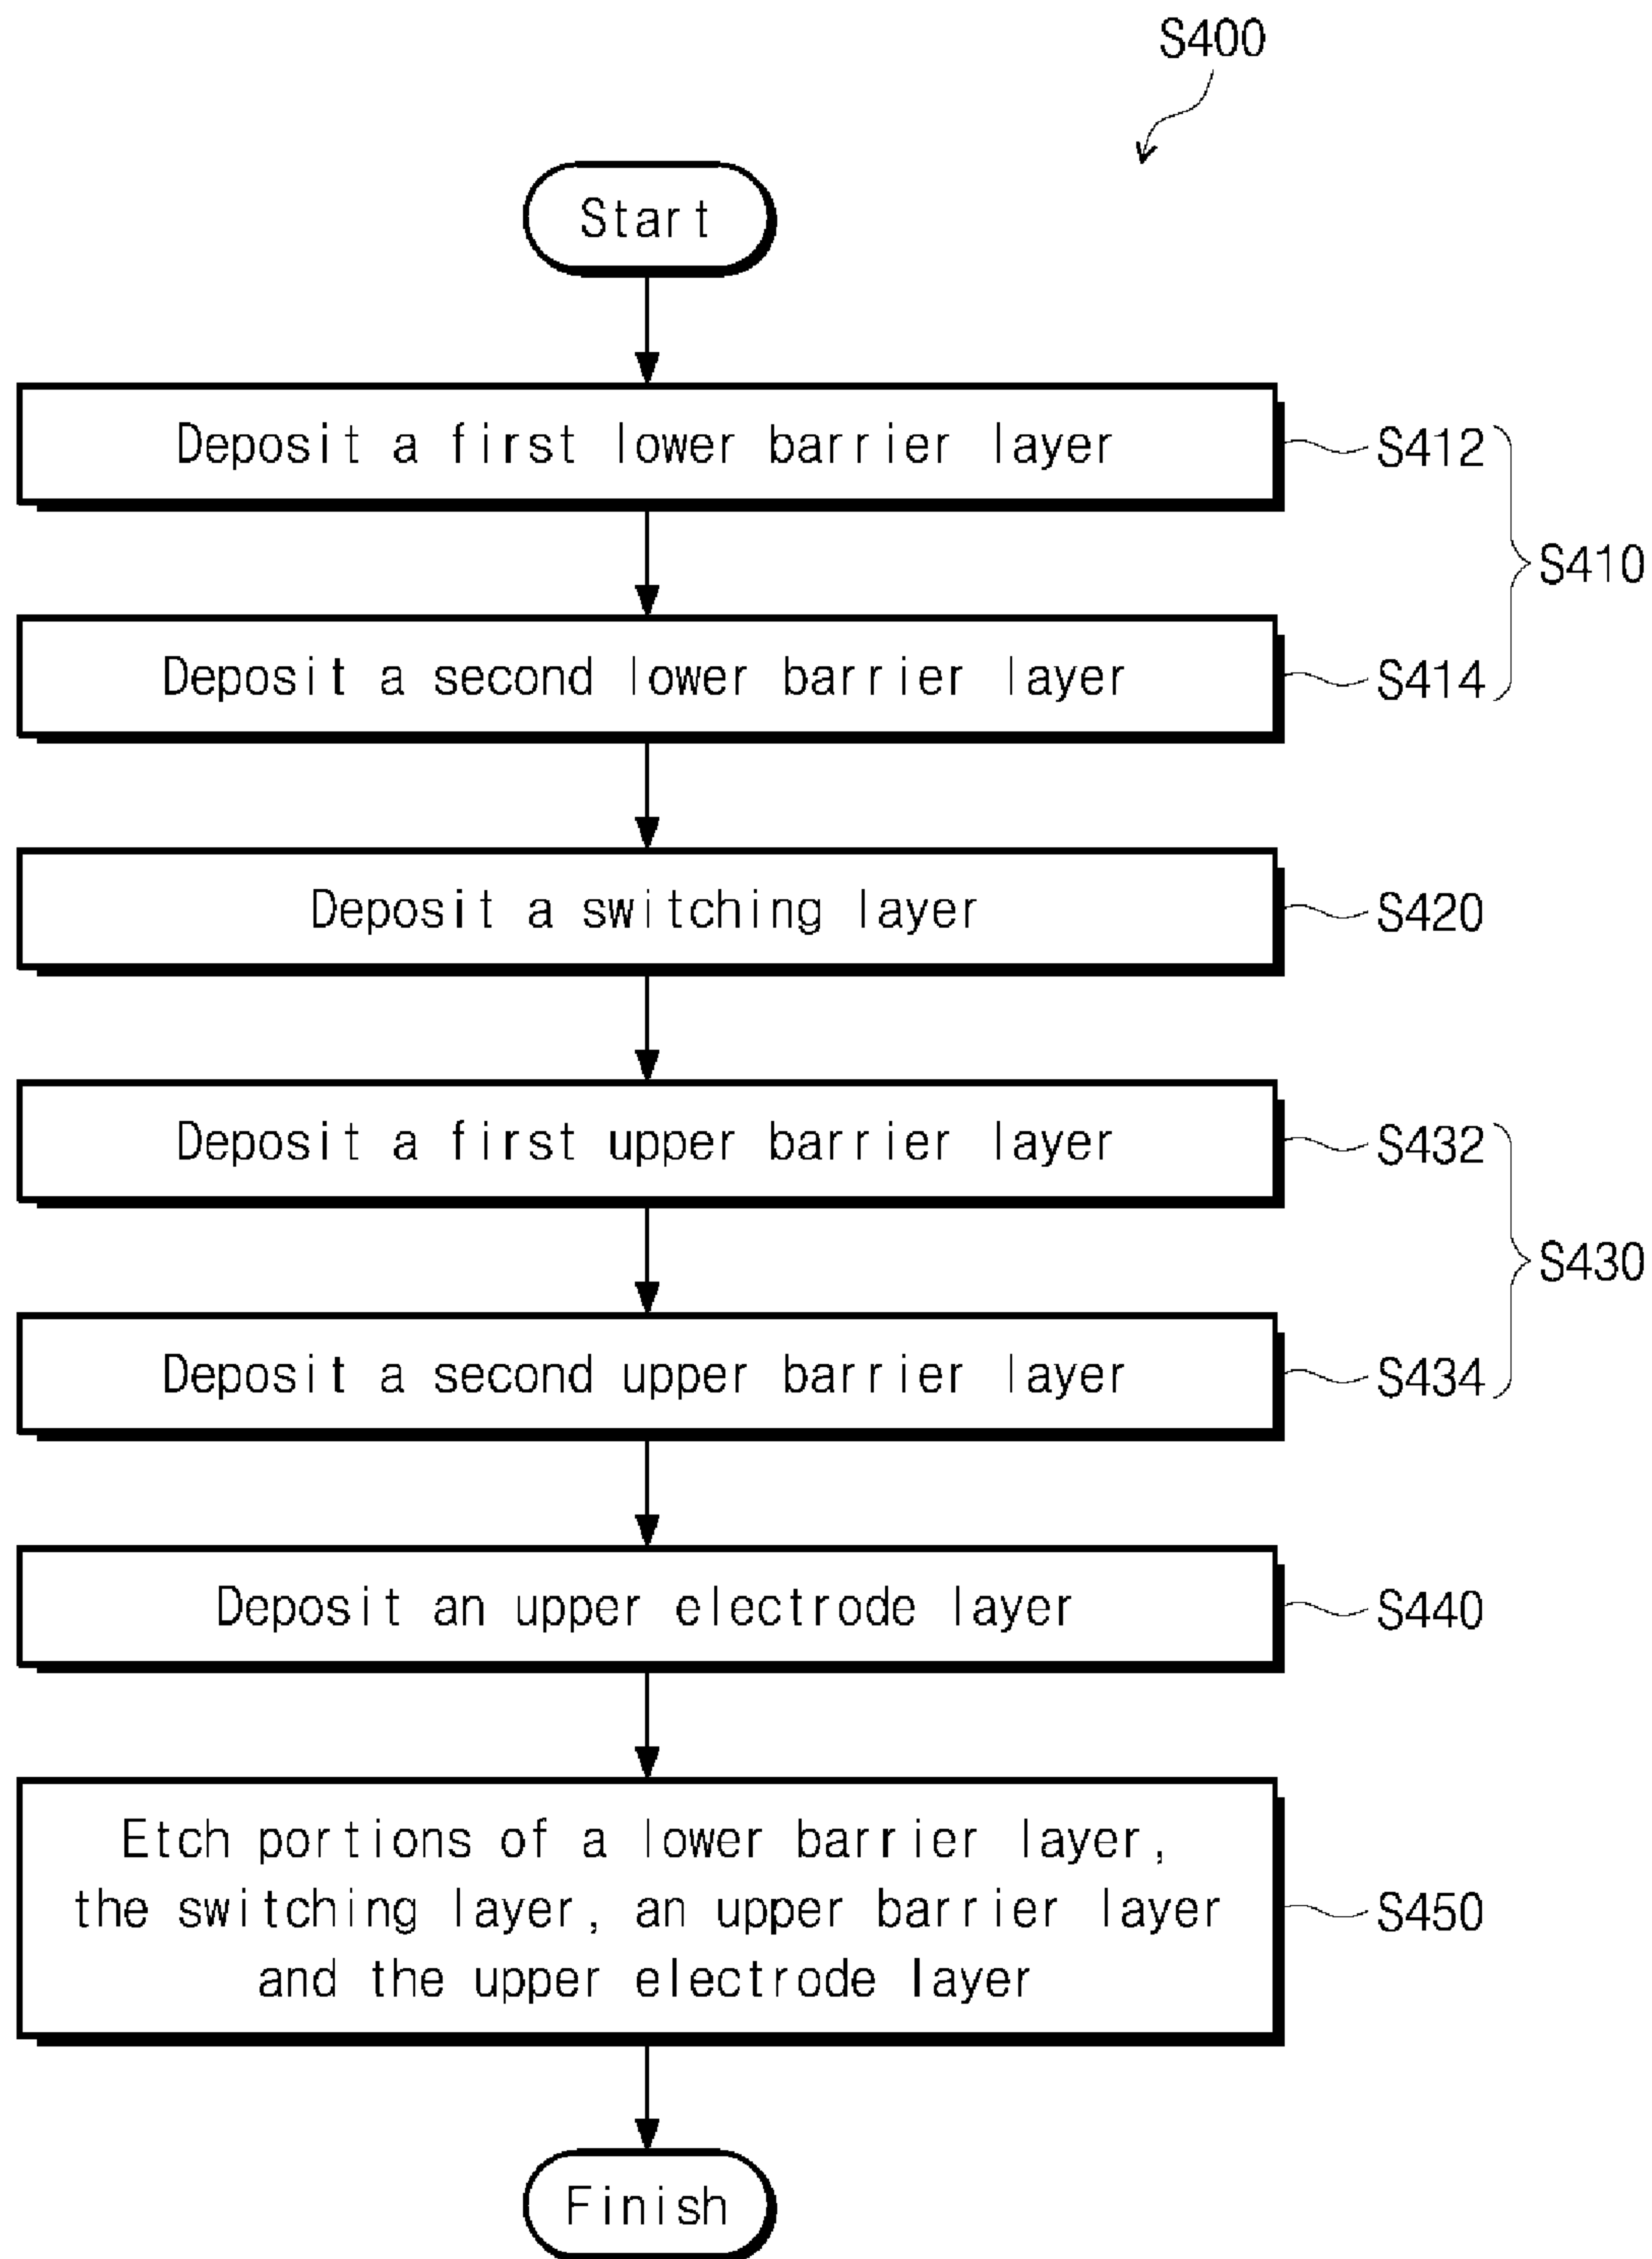 S400
Start
Deposit a first lower barrier layer
S412
S410
Deposit a second lower barrier layer
S414
Deposit a switching layer
S420
Deposit a first upper barrier layer
S432
S430
Deposit a second upper barrier layer
S434
Deposit an upper electrode layer
S440
Etch portions of a lower barrier layer,
the switching layer, an upper barrier layer
and the upper electrode layer
S450
Finish